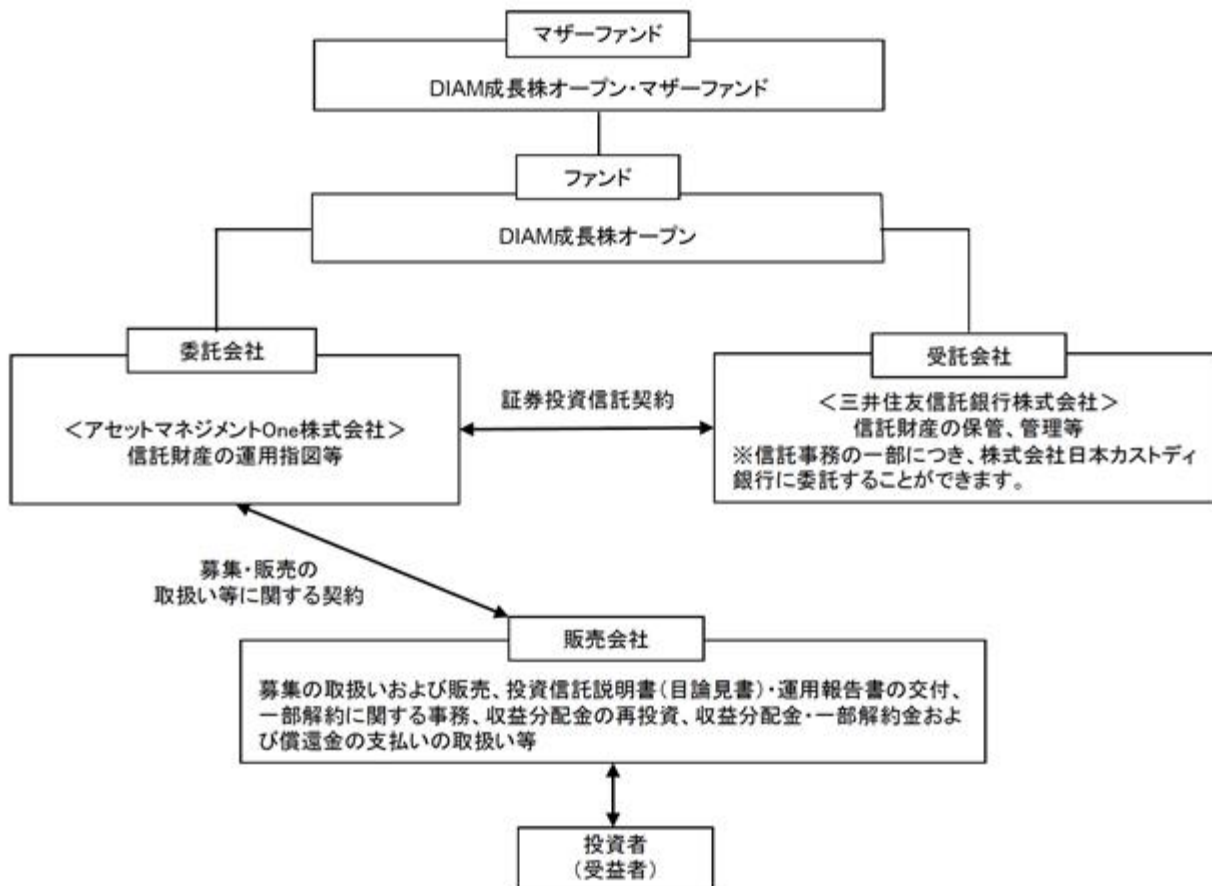 マザーファンド
DIAM成長株オープン・マザーファンド
ファンド
DIAM成長株オープン
委託会社
＜アセットマネジメントOne株式会社＞
信託財産の運用指図等
証券投資信託契約
受託会社
＜三井住友信託銀行株式会社＞
信託財産の保管、管理等
※信託事務の一部につき、株式会社日本カストディ
銀行に委託することができます。
募集・販売の
取扱い等に関する契約
販売会社
募集の取扱いおよび販売、投資信託説明書（目論見書）・運用報告書の交付、
一部解約に関する事務、収益分配金の再投資、収益分配金・一部解約金およ
び償還金の支払いの取扱い等
投資者
（受益者）